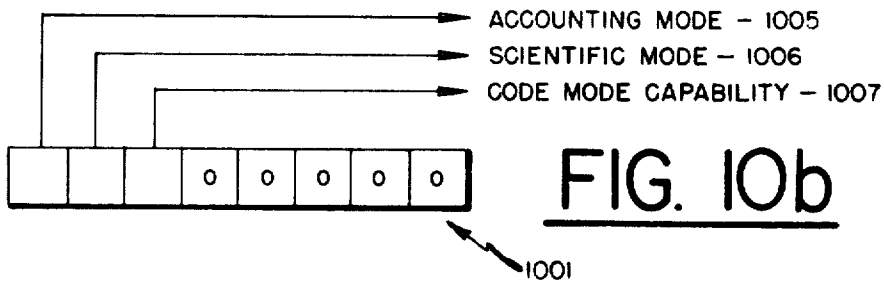 ACCOUNTING MODE - 1005
SCIENTIFIC MODE - 1006
CODE MODE CAPABILITY - 1007
0 0 0 0 0
FIG. 10b
1001